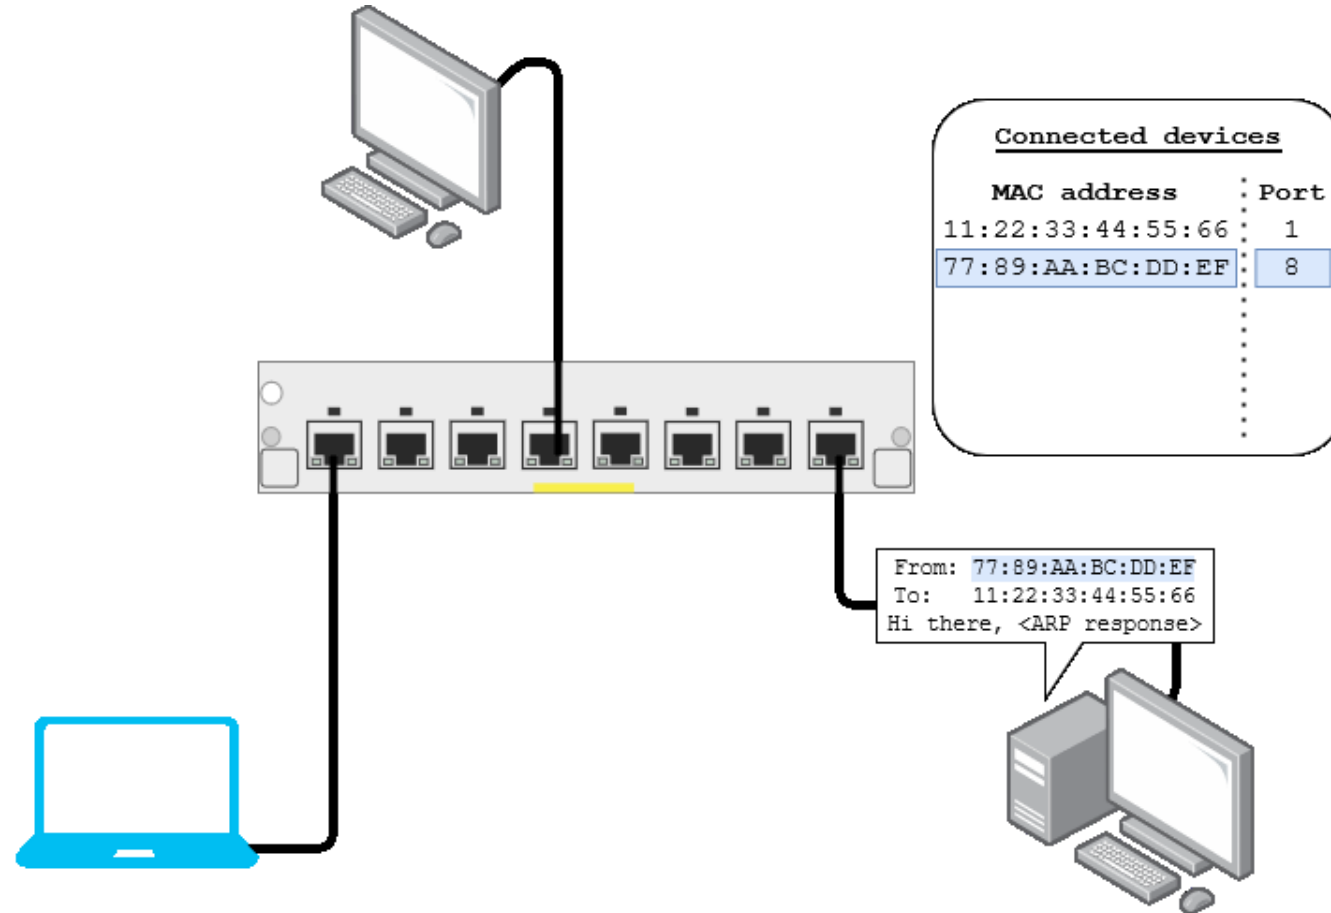 Connected devices
MAC address Port
11:22:33:44:55:66 1
77:89:AA:BC:DD:EF 8
From: 77:89:AA:BC:DD:EF
To: 11:22:33:44:55:66
Hi there, <ARP response>